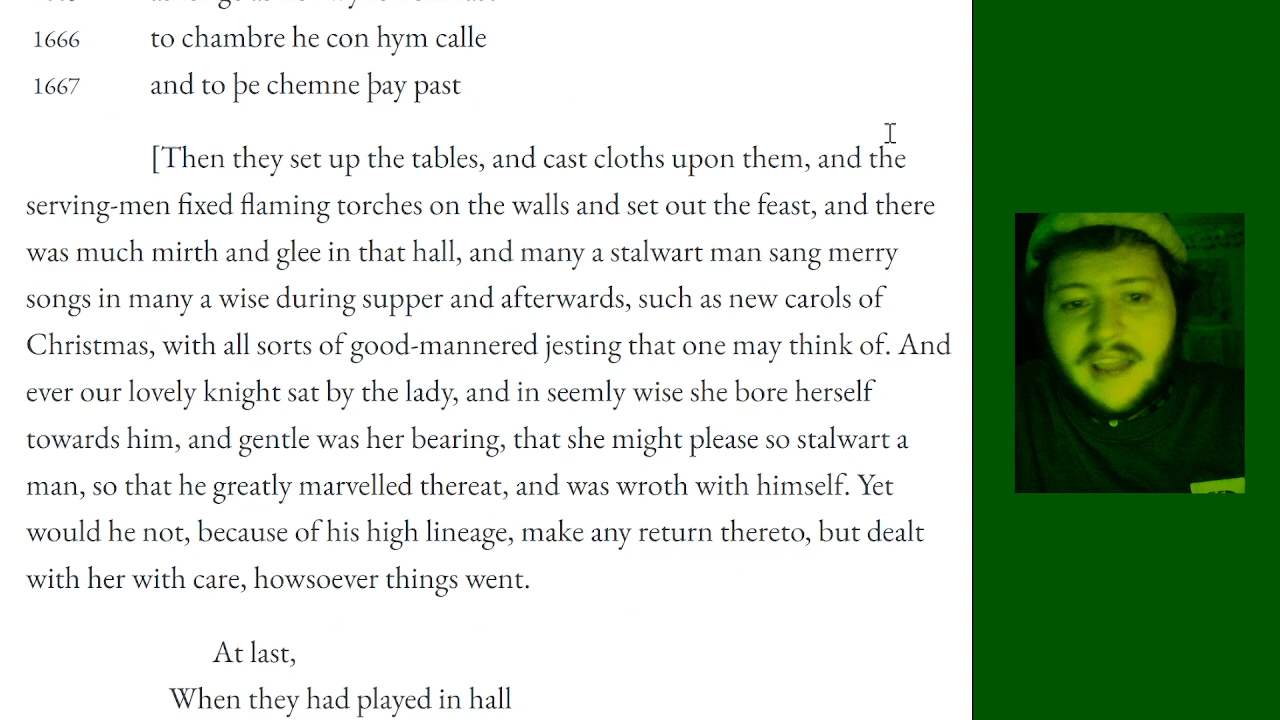 1666 to chambre he con hym calle
1667 and to þe chemne þay past
[Then they set up the tables, and cast cloths upon them, and the
serving-men fixed flaming torches on the walls and set out the feast, and there
was much mirth and glee in that hall, and many a stalwart man sang merry
songs in many a wise during supper and afterwards, such as new carols of
Christmas, with all sorts of good-mannered jesting that one may think of. And
ever our lovely knight sat by the lady, and in seemly wise she bore herself
towards him, and gentle was her bearing, that she might please so stalwart a
man, so that he greatly marvelled thereat, and was wroth with himself. Yet
would he not, because of his high lineage, make any return thereto, but dealt
with her with care, howsoever things went.
At last,
When they had played in hall